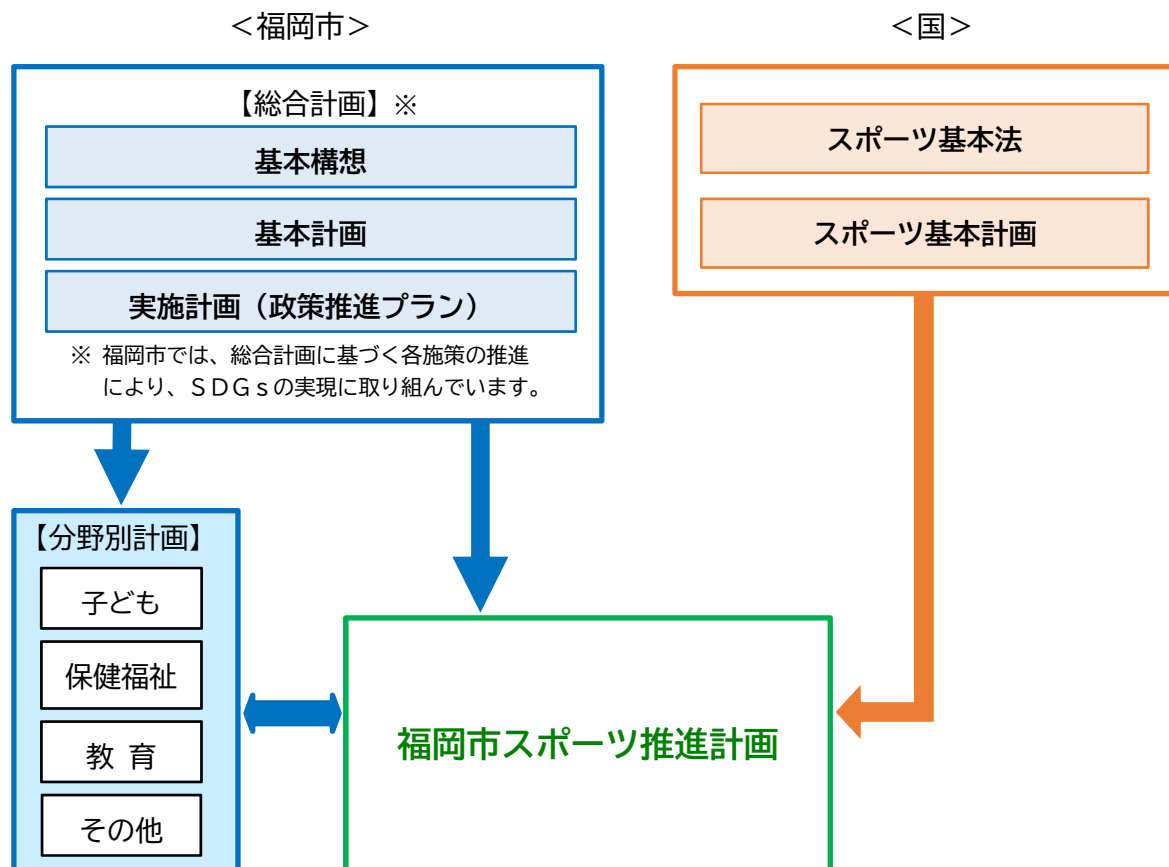 ＜福岡市＞
＜国＞
【総合計画】※
基本構想
基本計画
実施計画（政策推進プラン）
※ 福岡市では、総合計画に基づく各施策の推進
により、ＳＤＧｓの実現に取り組んでいます。
スポーツ基本法
スポーツ基本計画
【分野別計画】
子ども
保健福祉
教 育
その他
福岡市スポーツ推進計画